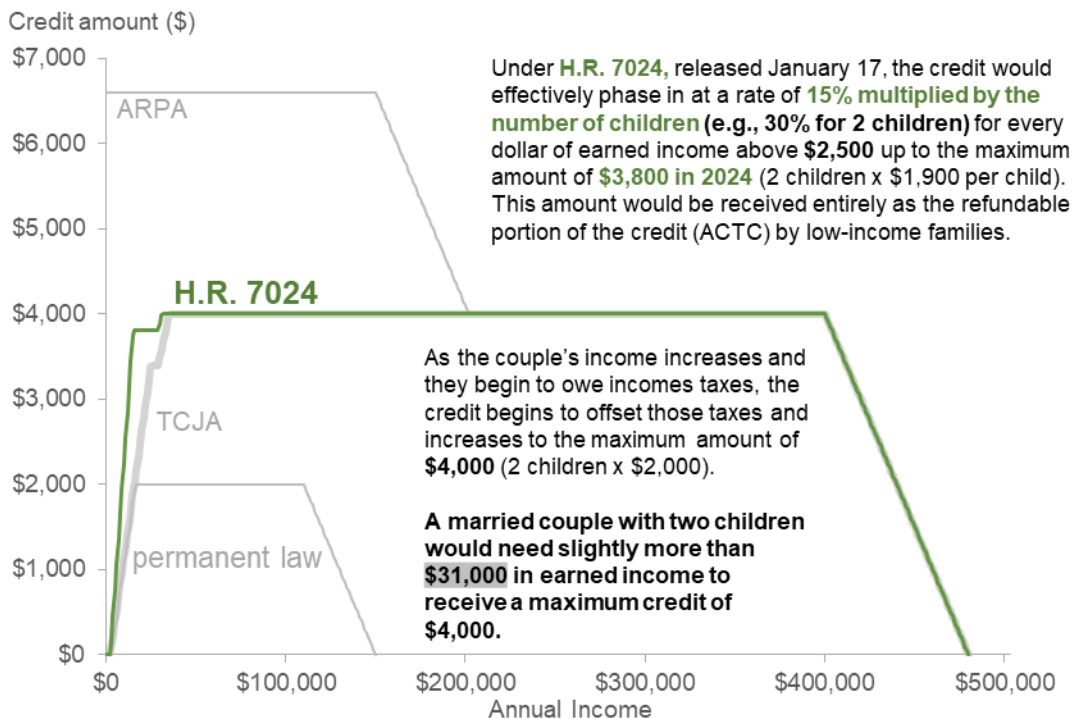 Credit amount ($)
$7,000
$6,000
$5,000
$4,000
$3,000
$2,000
$1,000
$0
ARPA
Under H.R. 7024, released January 17, the credit would
effectively phase in at a rate of 15% multiplied by the
number of children (e.g., 30% for 2 children) for every
dollar of earned income above $2,500 up to the maximum
amount of $3,800 in 2024 (2 children x $1,900 per child).
This amount would be received entirely as the refundable
portion of the credit (ACTC) by low-income families.
H.R. 7024
TCJA
permanent law
As the couple's income increases and
they begin to owe incomes taxes, the
credit begins to offset those taxes and
increases to the maximum amount of
$4,000 (2 children x $2,000).
A married couple with two children
would need slightly more than
$31,000 in earned income to
receive a maximum credit of
$4,000.
$0
$100,000
$200,000
$300,000
$400,000
$500,000
Annual Income